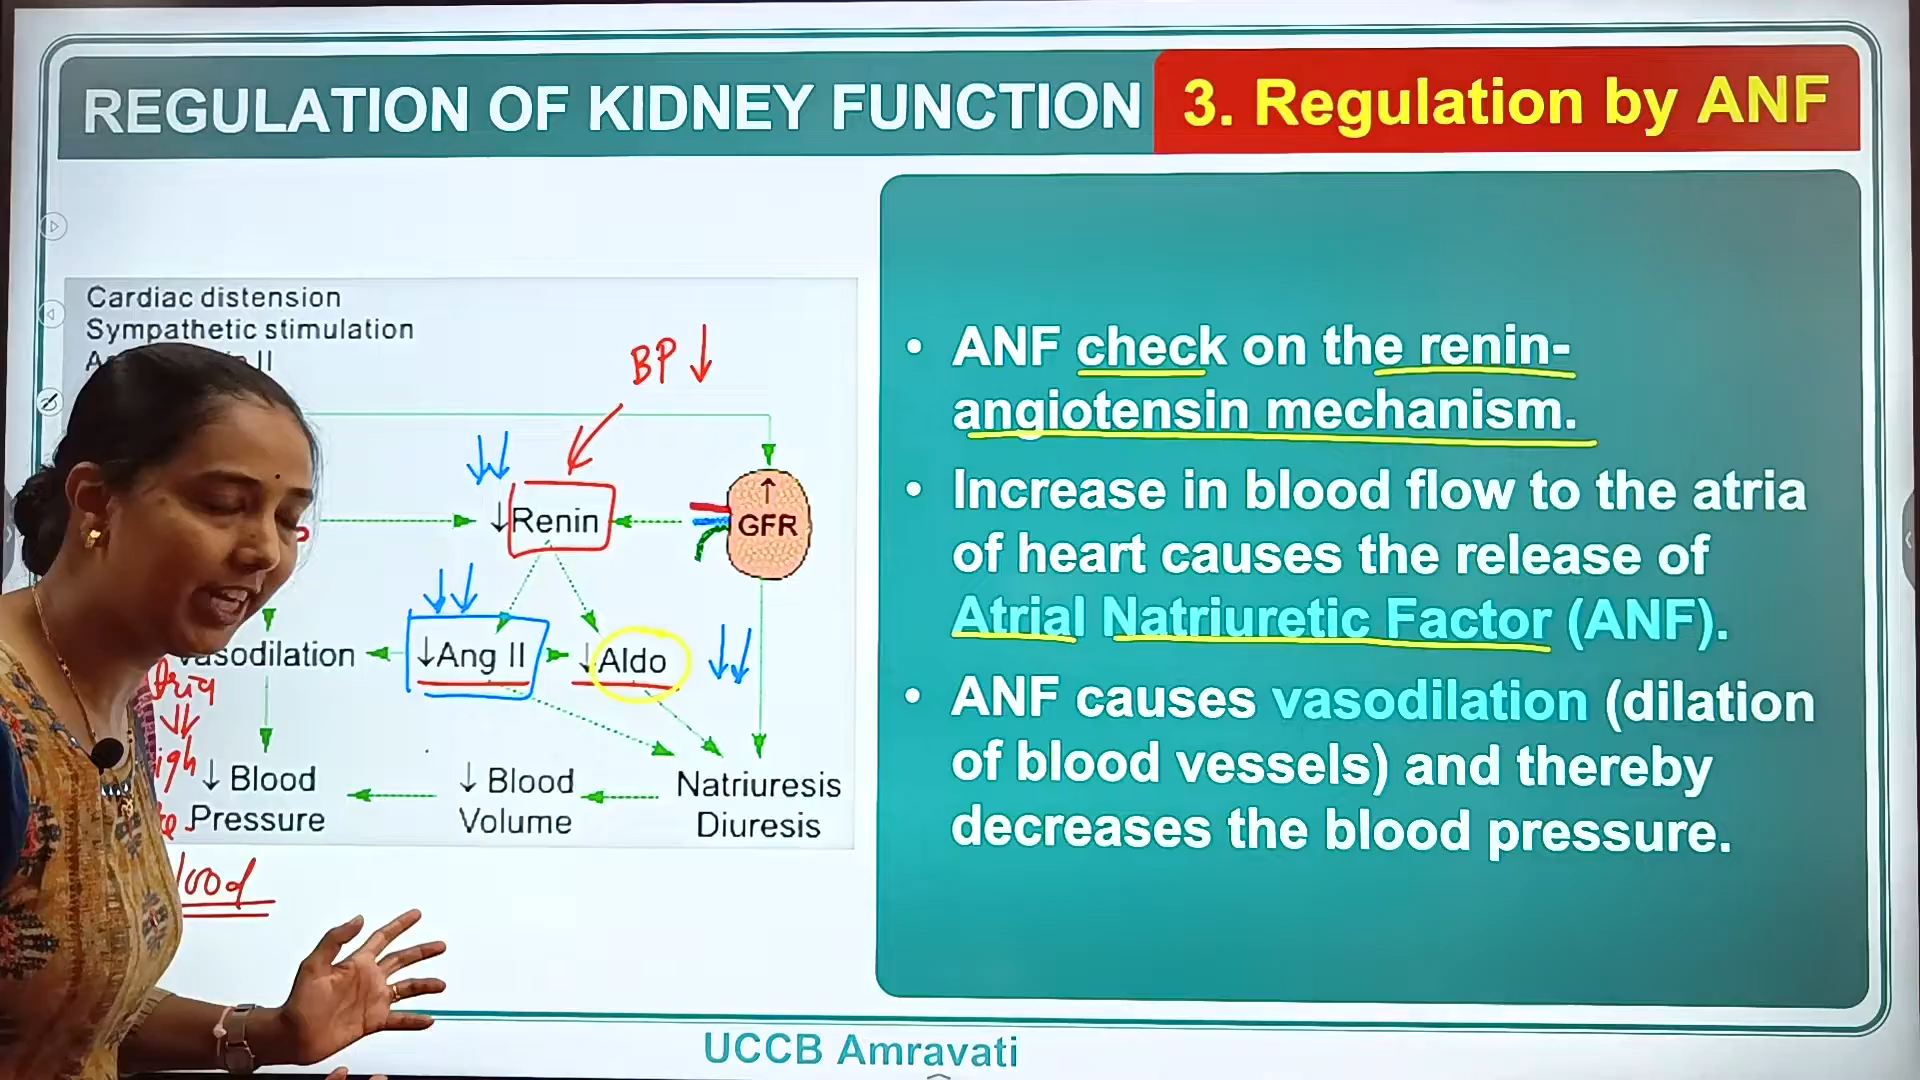 REGULATION OF KIDNEY FUNCTION
3. Regulation by ANF
Cardiac distension
Sympathetic stimulation
II
BP ↓
↓Renin
↑
GFR
vasodilation
↓Ang II
↓Aldo
↓ Blood
Pressure
↓ Blood
Volume
Natriuresis
Diuresis
• ANF check on the renin-
angiotensin mechanism.
• Increase in blood flow to the atria
of heart causes the release of
Atrial Natriuretic Factor (ANF).
• ANF causes vasodilation (dilation
of blood vessels) and thereby
decreases the blood pressure.
UCCB Amravati